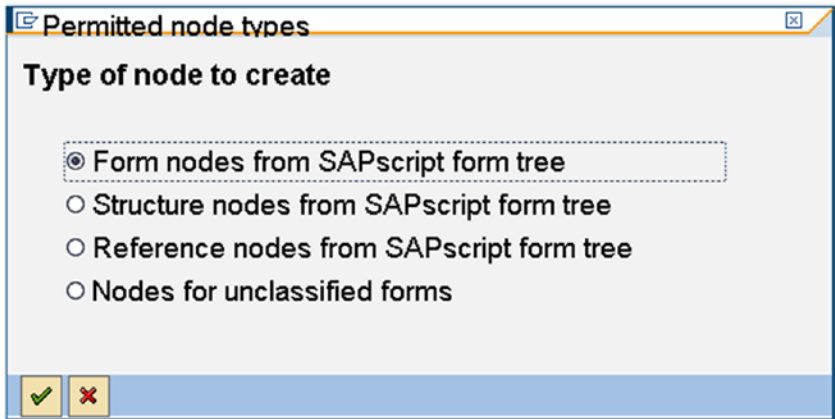 Permitted node types
Type of node to create
Form nodes from SAPscript form tree
Structure nodes from SAPscript form tree
Reference nodes from SAPscript form tree
Nodes for unclassified forms